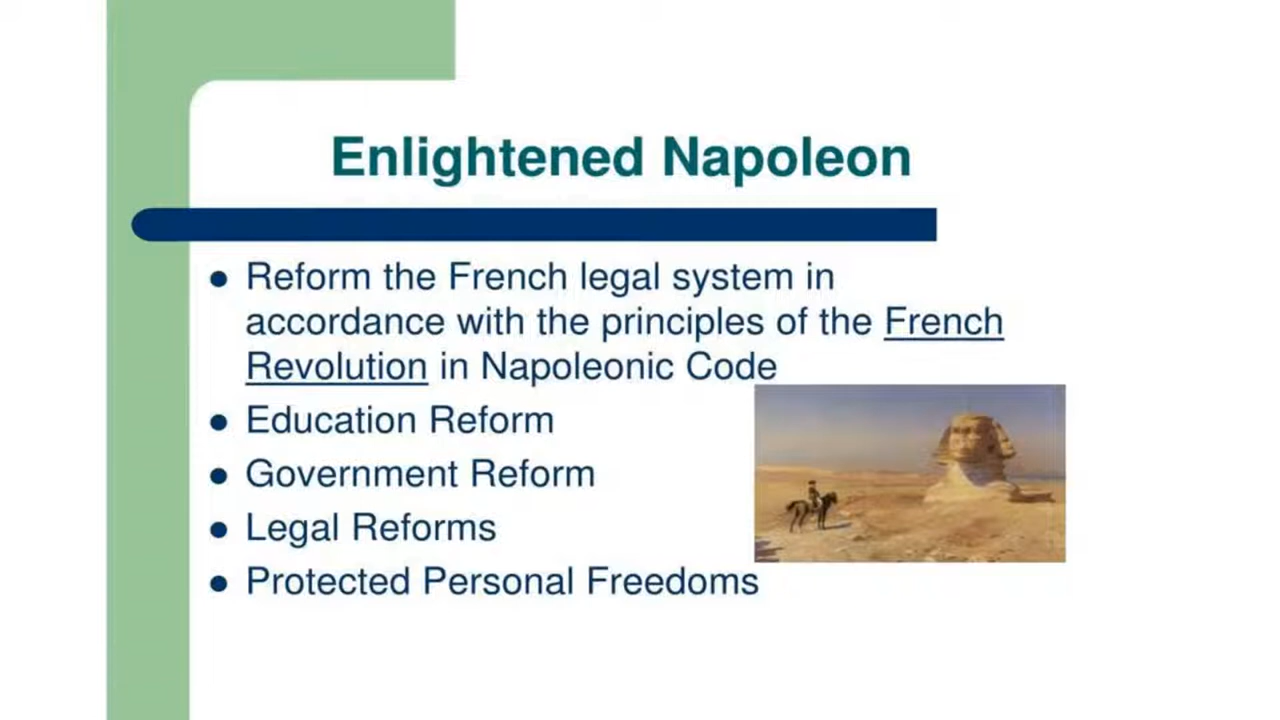 Enlightened Napoleon
● Reform the French legal system in
accordance with the principles of the French
Revolution in Napoleonic Code
● Education Reform
● Government Reform
● Legal Reforms
● Protected Personal Freedoms